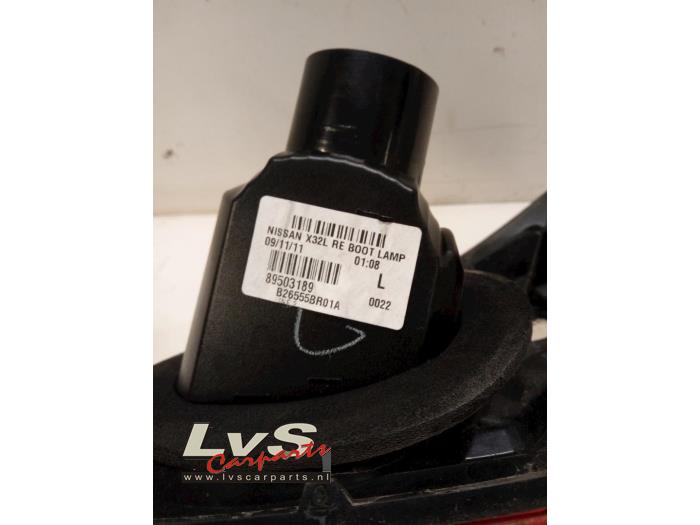 NISSAN X32L RE BOOT LAMP
09/11/11 01:08
89503189 L
B26555BR01A 0022
LvS
Carparts
www.lvscarparts.nl